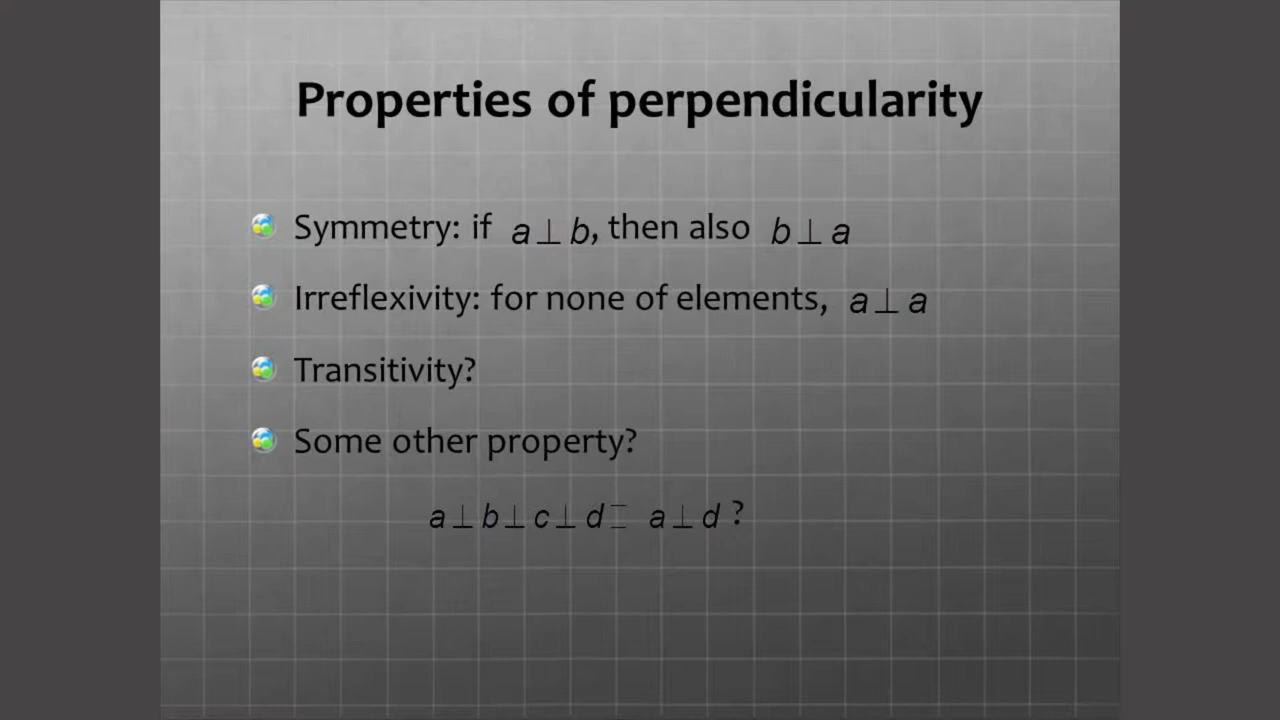 Properties of perpendicularity
Symmetry: if a⊥b, then also b⊥a
Irreflexivity: for none of elements, a⊥a
Transitivity?
Some other property?
a⊥b⊥c⊥d a⊥d ?